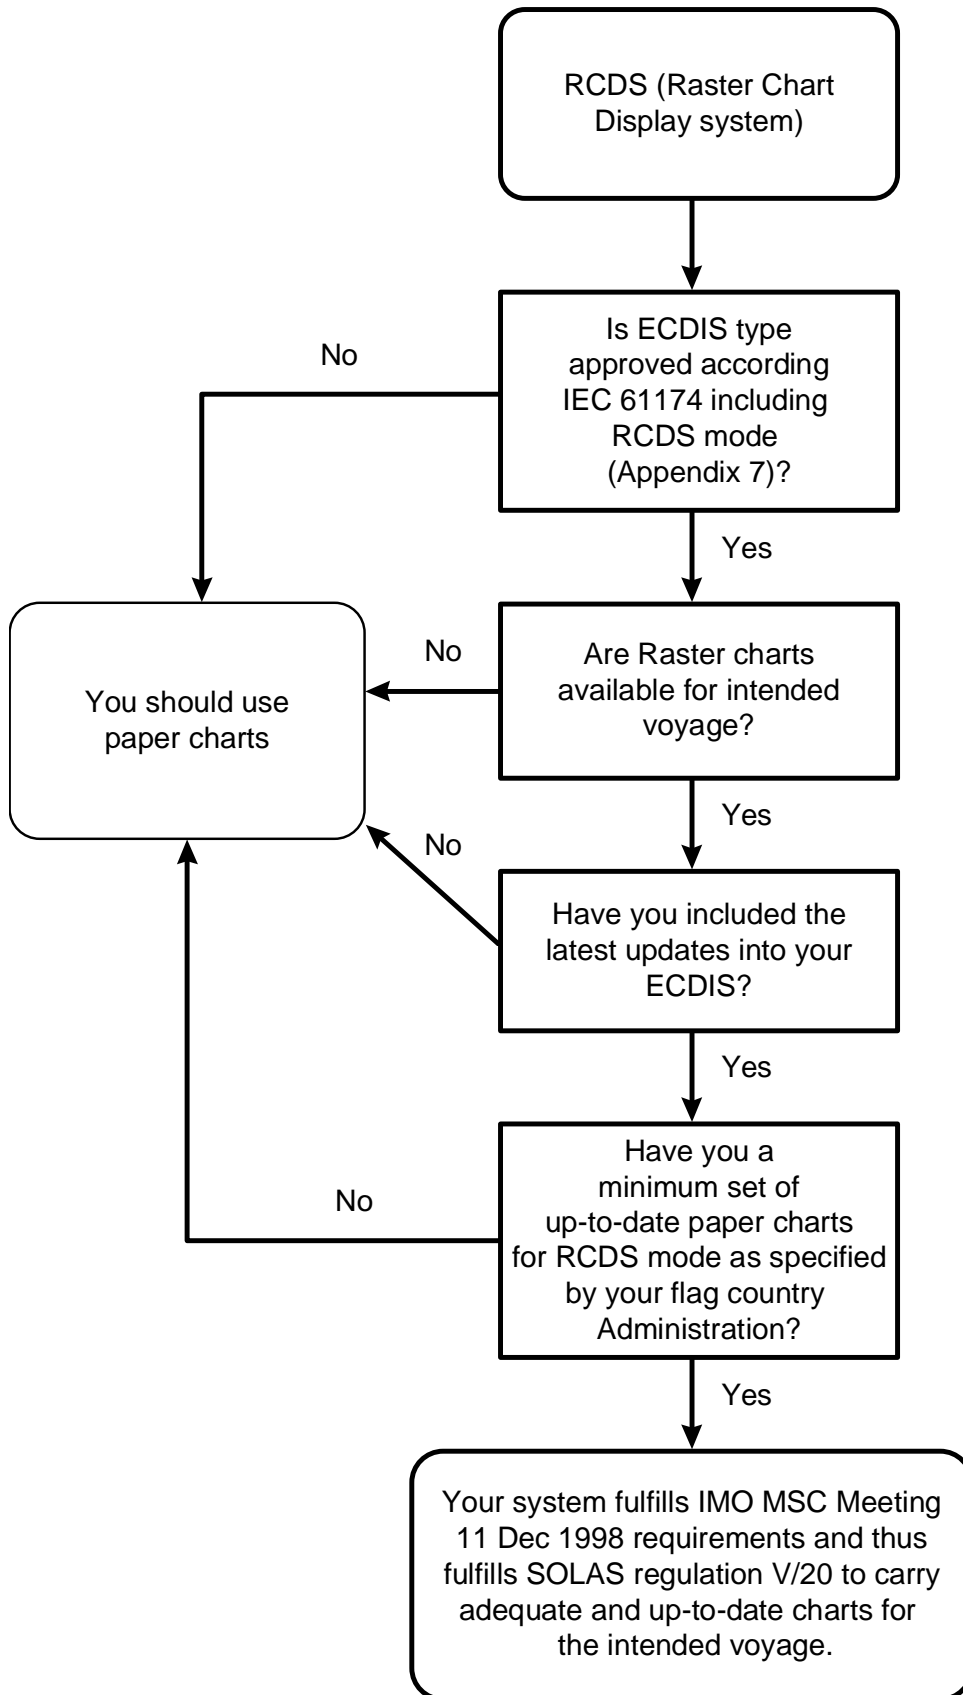 RCDS (Raster Chart
Display system)
Is ECDIS type
approved according
IEC 61174 including
RCDS mode
(Appendix 7)?
No
Yes
Are Raster charts
available for intended
voyage?
No
You should use
paper charts
Yes
Have you included the
latest updates into your
ECDIS?
No
Yes
Have you a
minimum set of
up-to-date paper charts
for RCDS mode as specified
by your flag country
Administration?
No
Yes
Your system fulfills IMO MSC Meeting
11 Dec 1998 requirements and thus
fulfills SOLAS regulation V/20 to carry
adequate and up-to-date charts for
the intended voyage.